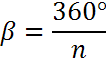 β = 360° / n